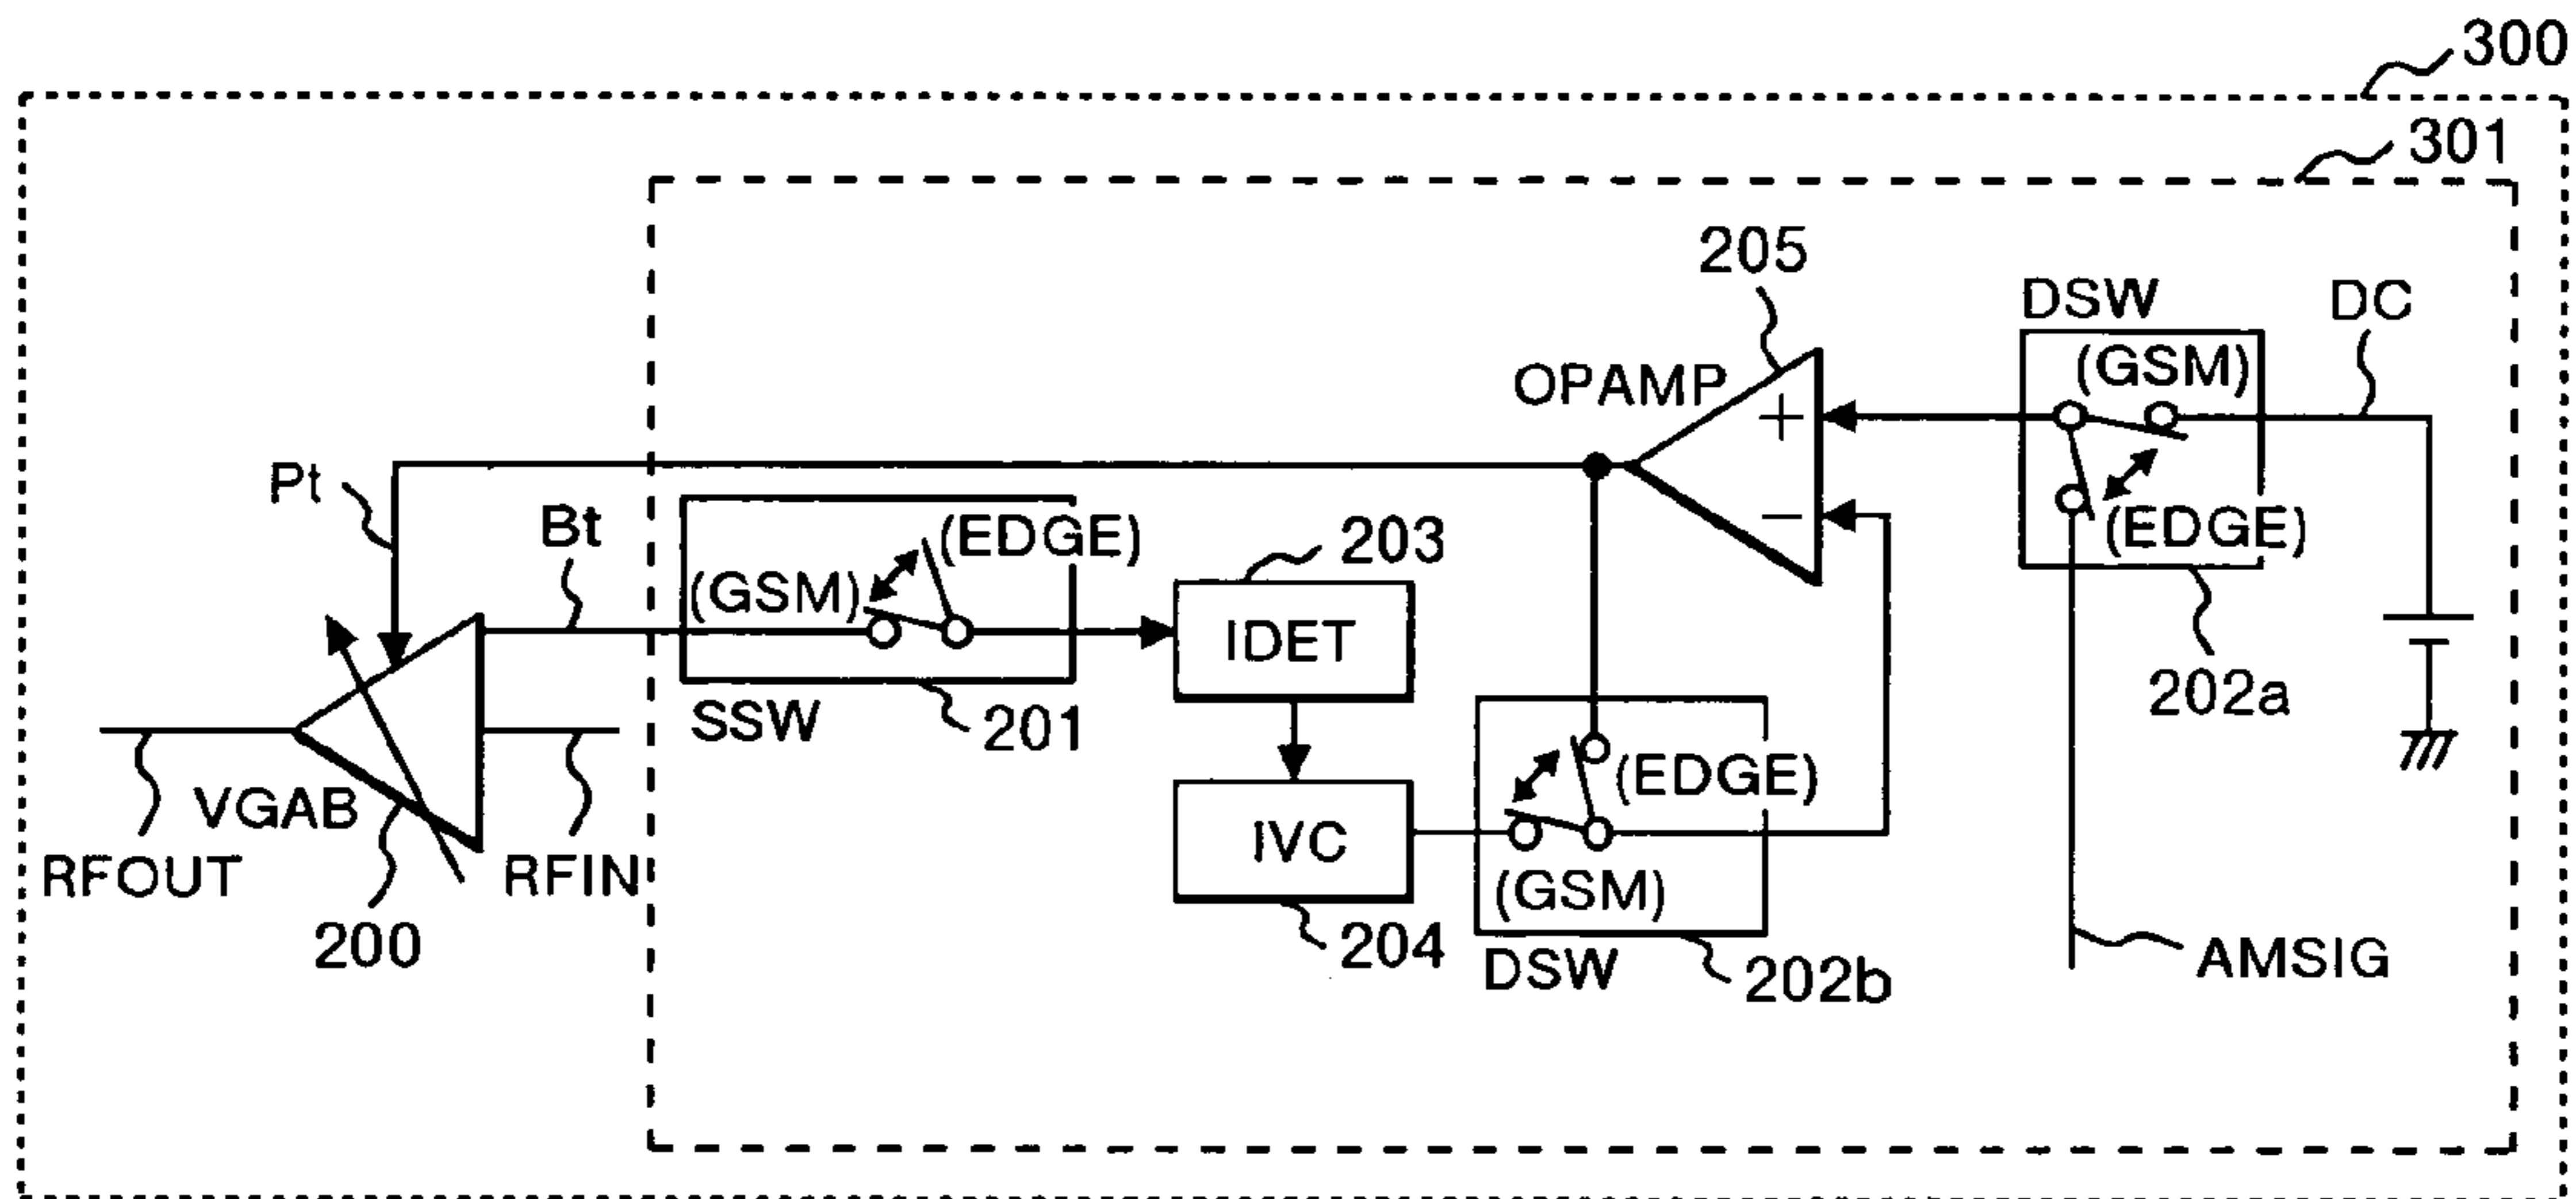 300
301
205
DSW
DC
(GSM)
OPAMP
+
Pt
Bt
(EDGE)
203
−
(EDGE)
(GSM)
IDET
202a
SSW
201
(EDGE)
VGAB
IVC
RFOUT
RFIN
(GSM)
200
204
DSW
202b
AMSIG